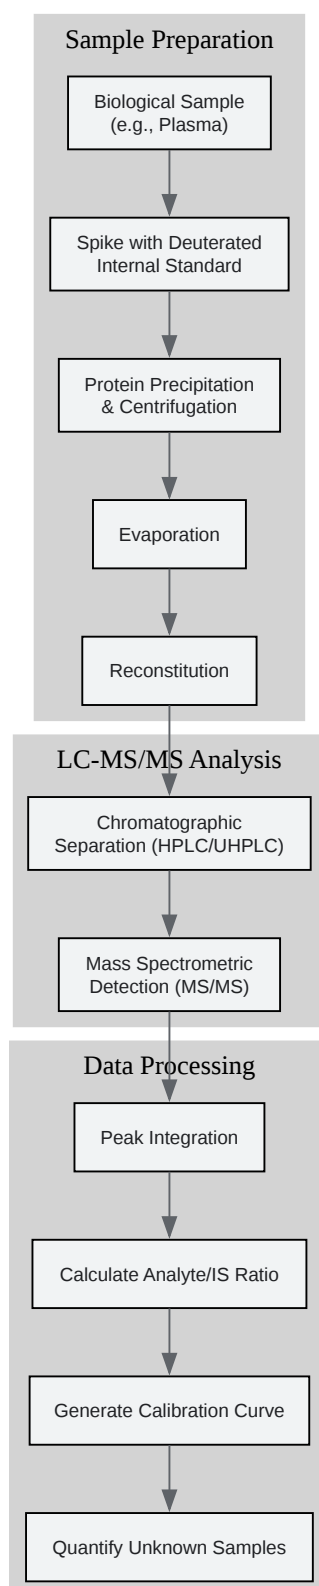 Sample Preparation
Biological Sample
(e.g., Plasma)
Spike with Deuterated
Internal Standard
Protein Precipitation
& Centrifugation
Evaporation
Reconstitution
LC-MS/MS Analysis
Chromatographic
Separation (HPLC/UHPLC)
Mass Spectrometric
Detection (MS/MS)
Data Processing
Peak Integration
Calculate Analyte/IS Ratio
Generate Calibration Curve
Quantify Unknown Samples